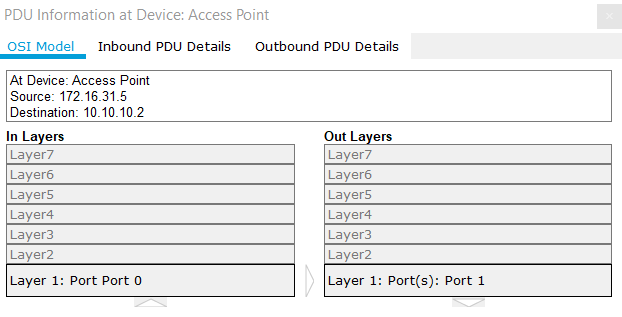 PDU Information at Device: Access Point
OSI Model Inbound PDU Details Outbound PDU Details
At Device: Access Point
Source: 172.16.31.5
Destination: 10.10.10.2
In Layers Out Layers
Layer7 Layer7
Layer6 Layer6
Layer5 Layer5
Layer4 Layer4
Layer3 Layer3
Layer2 Layer2
Layer 1: Port Port 0 Layer 1: Port(s): Port 1